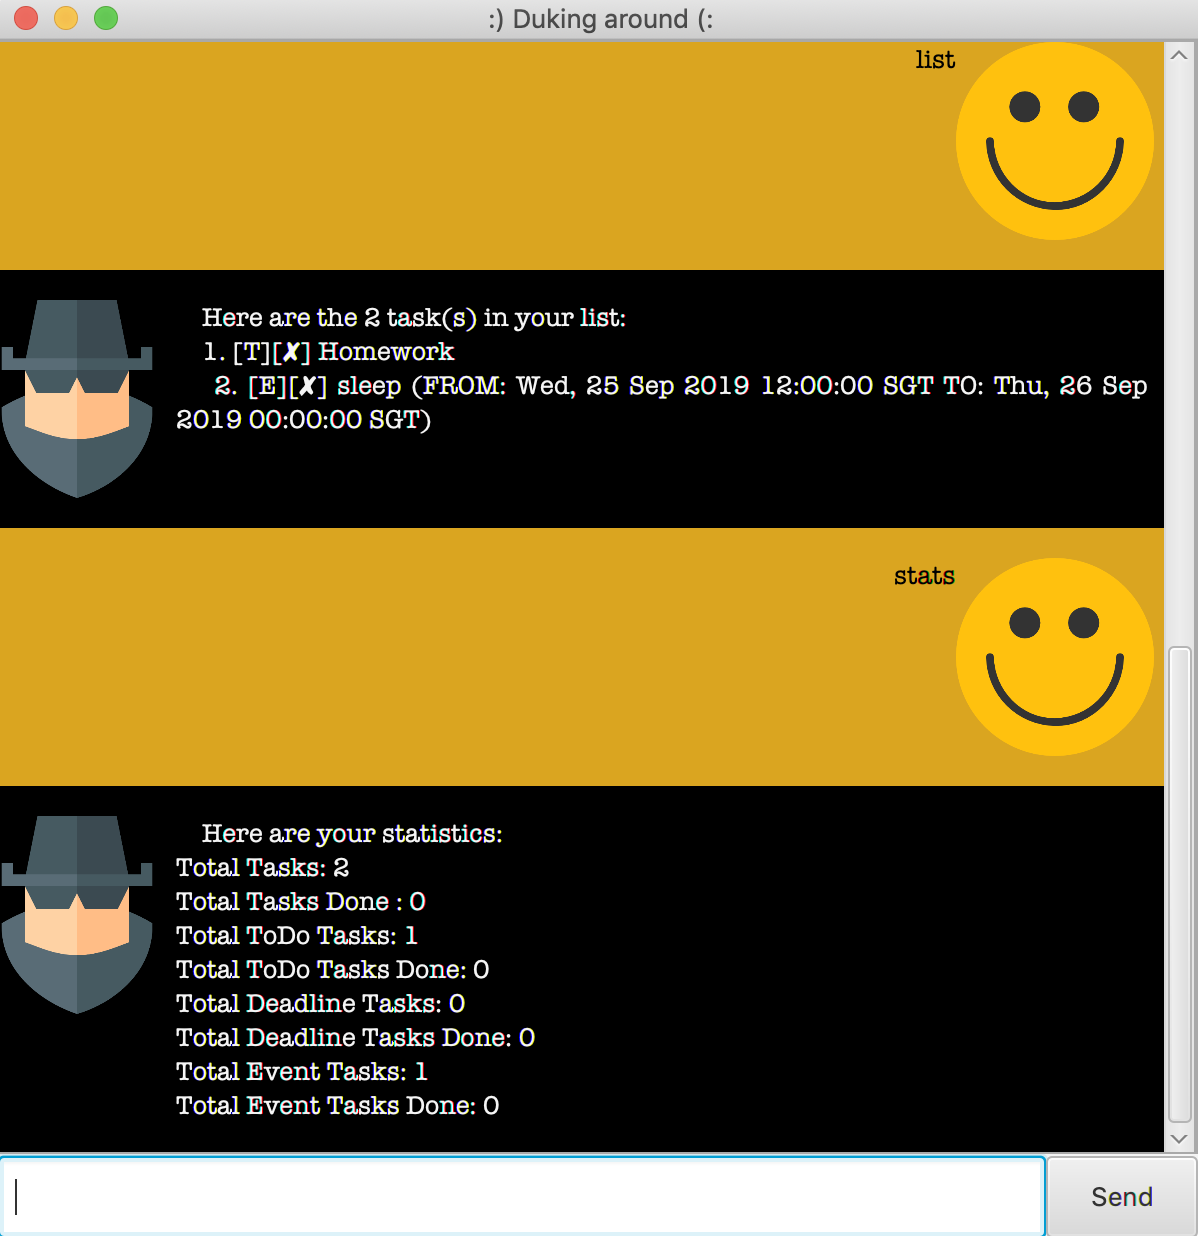 :) Duking around (:
list
Here are the 2 task(s) in your list:
1. [T][✘] Homework
2. [E][✘] sleep (FROM: Wed, 25 Sep 2019 12:00:00 SGT TO: Thu, 26 Sep
2019 00:00:00 SGT)
stats
Here are your statistics:
Total Tasks: 2
Total Tasks Done : 0
Total ToDo Tasks: 1
Total ToDo Tasks Done: 0
Total Deadline Tasks: 0
Total Deadline Tasks Done: 0
Total Event Tasks: 1
Total Event Tasks Done: 0
Send